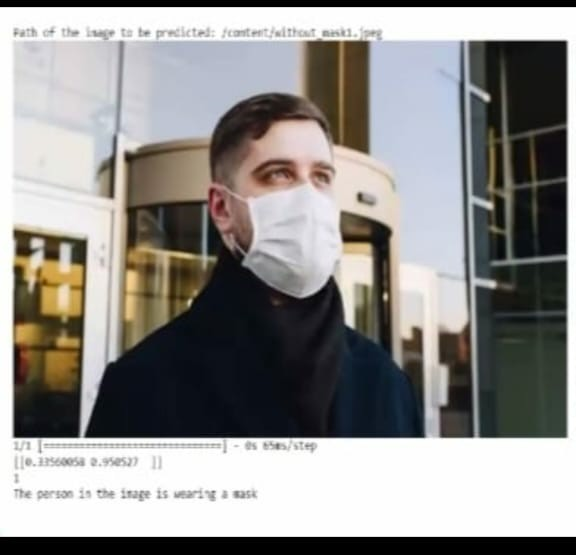 Path of the image to be predicted: /content/without_mask1.jpeg
1/1 [==============================] - 0s 65ms/step
[[0.33560058 0.950527  ]]
1
The person in the image is wearing a mask